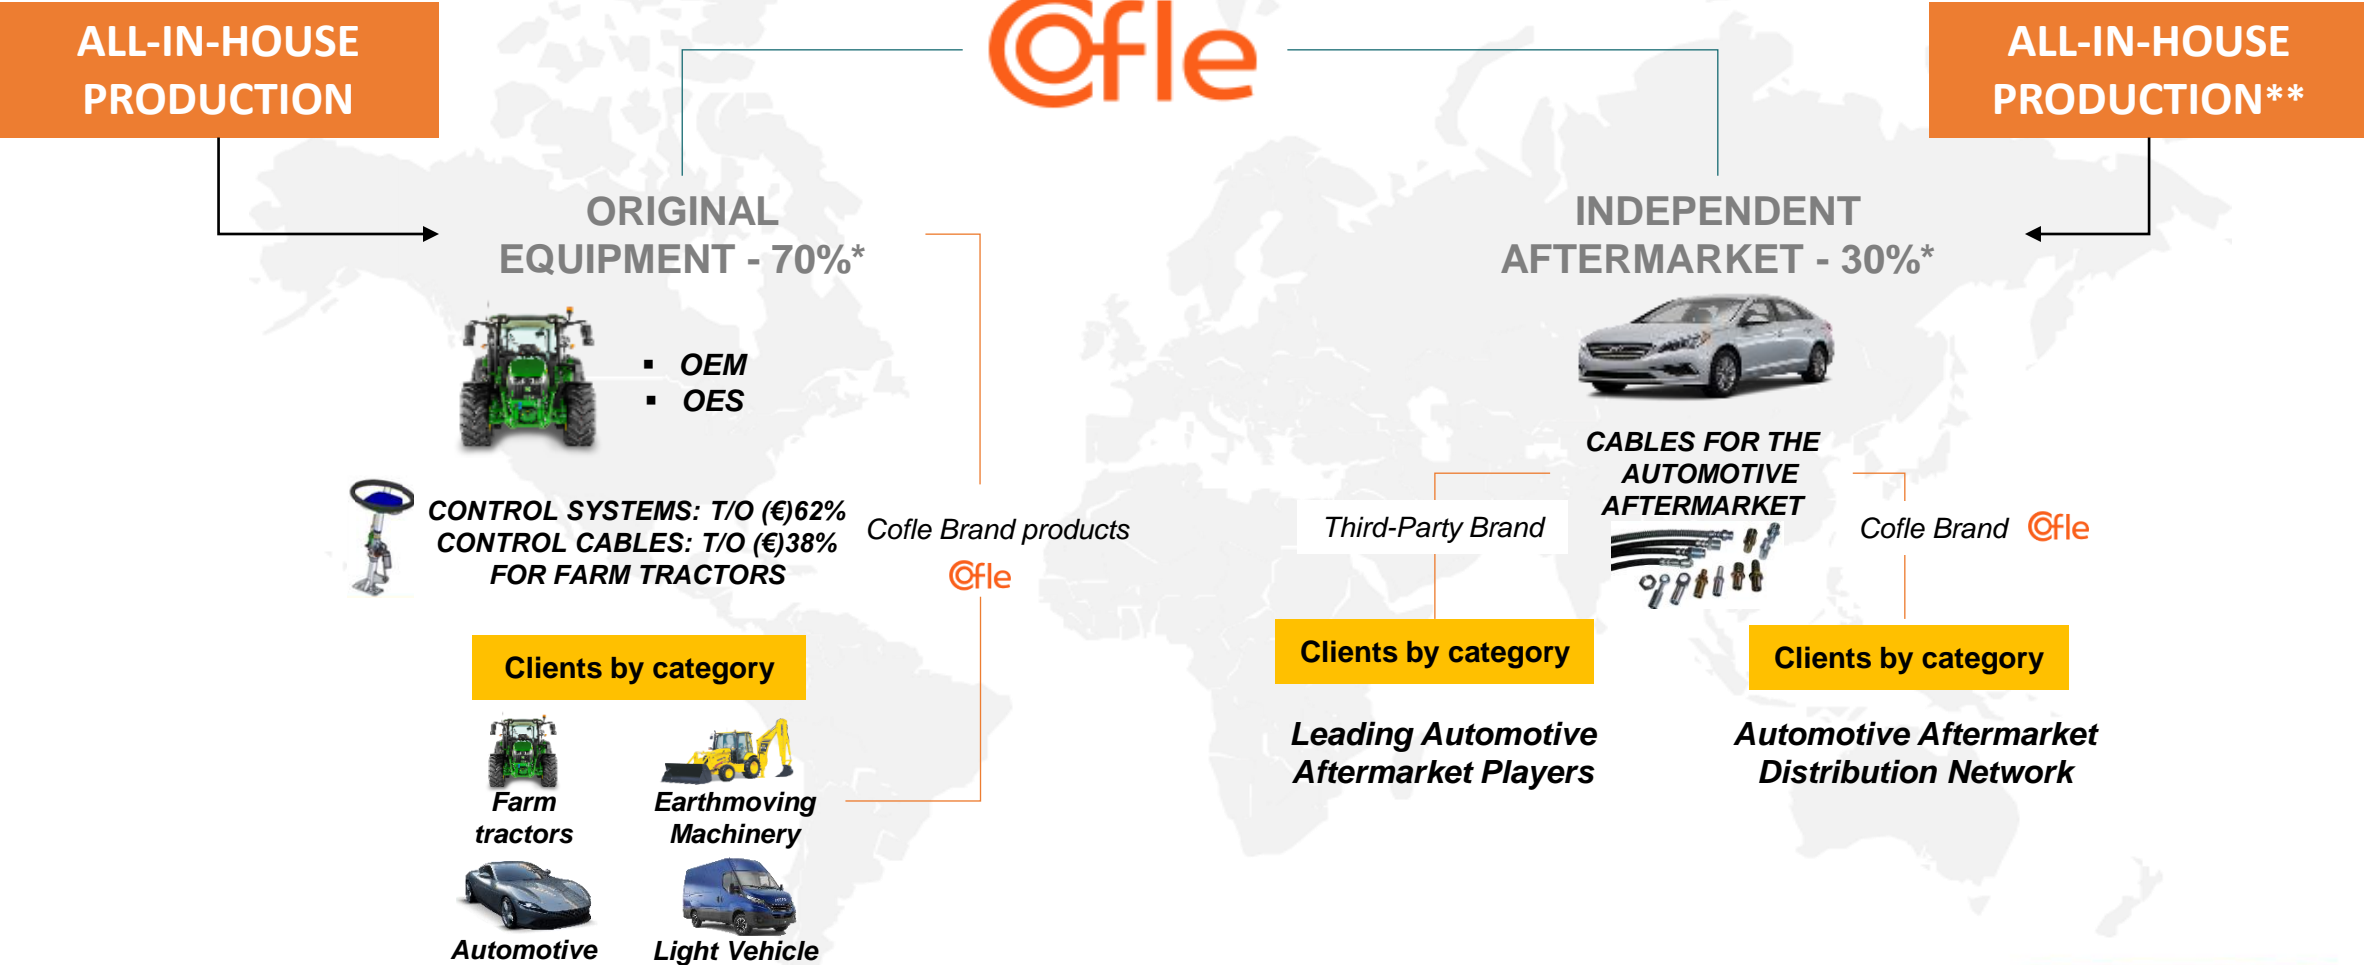 ALL-IN-HOUSE
PRODUCTION
Cofle
ALL-IN-HOUSE
PRODUCTION**
ORIGINAL
EQUIPMENT - 70%*
▪ OEM
▪ OES
CONTROL SYSTEMS: T/O (€)62%
CONTROL CABLES: T/O (€)38%
FOR FARM TRACTORS
Cofle Brand products
Cofle
Clients by category
Farm
tractors
Earthmoving
Machinery
Automotive
Light Vehicle
INDEPENDENT
AFTERMARKET - 30%*
CABLES FOR THE
AUTOMOTIVE
AFTERMARKET
Third-Party Brand
Clients by category
Leading Automotive
Aftermarket Players
Cofle Brand Cofle
Clients by category
Automotive Aftermarket
Distribution Network